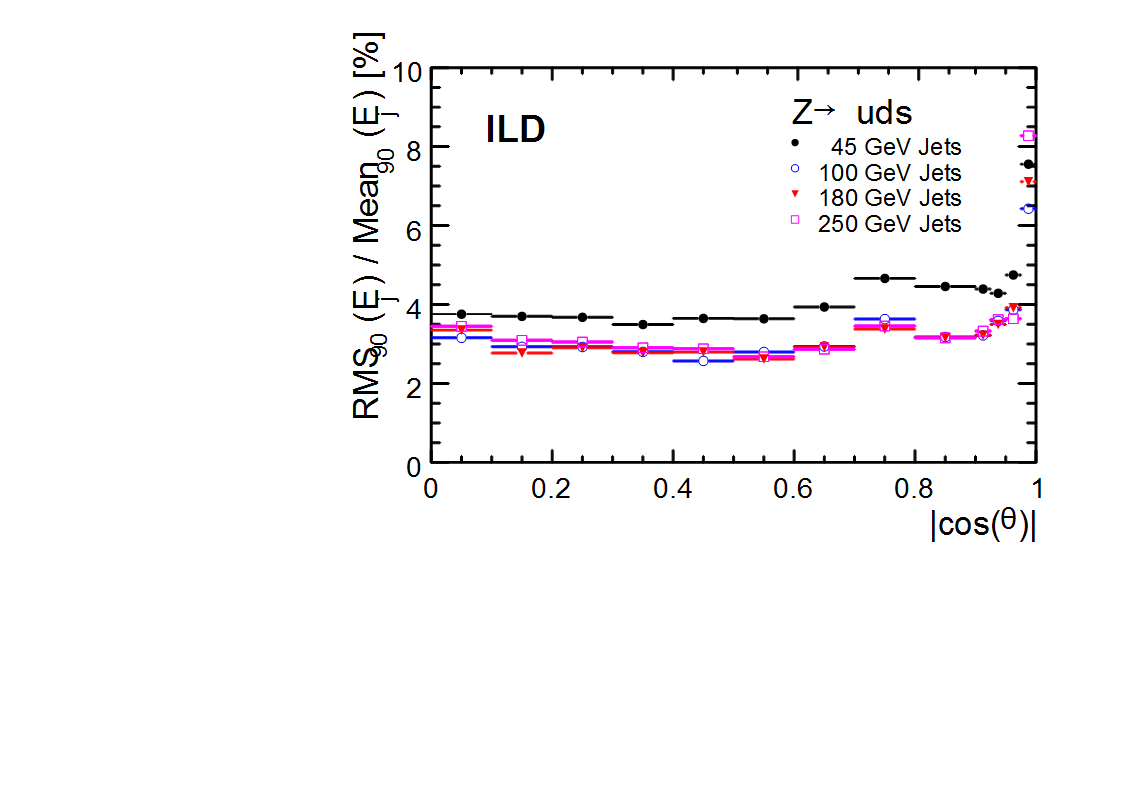 RMS90 (Ej) / Mean90 (Ej) [%]
10
8
6
4
2
0
ILD
Z→ uds
45 GeV Jets
100 GeV Jets
180 GeV Jets
250 GeV Jets
0 0.2 0.4 0.6 0.8 1
|cos(θ)|